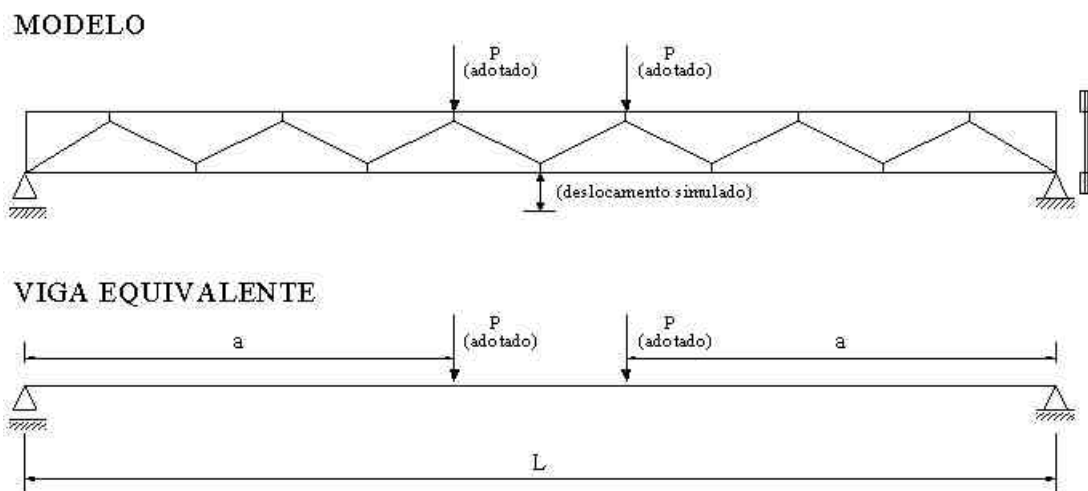 MODELO
P
(adotado)
P
(adotado)
(deslocamento simulado)
VIGA EQUIVALENTE
a
P
(adotado)
P
(adotado)
a
L